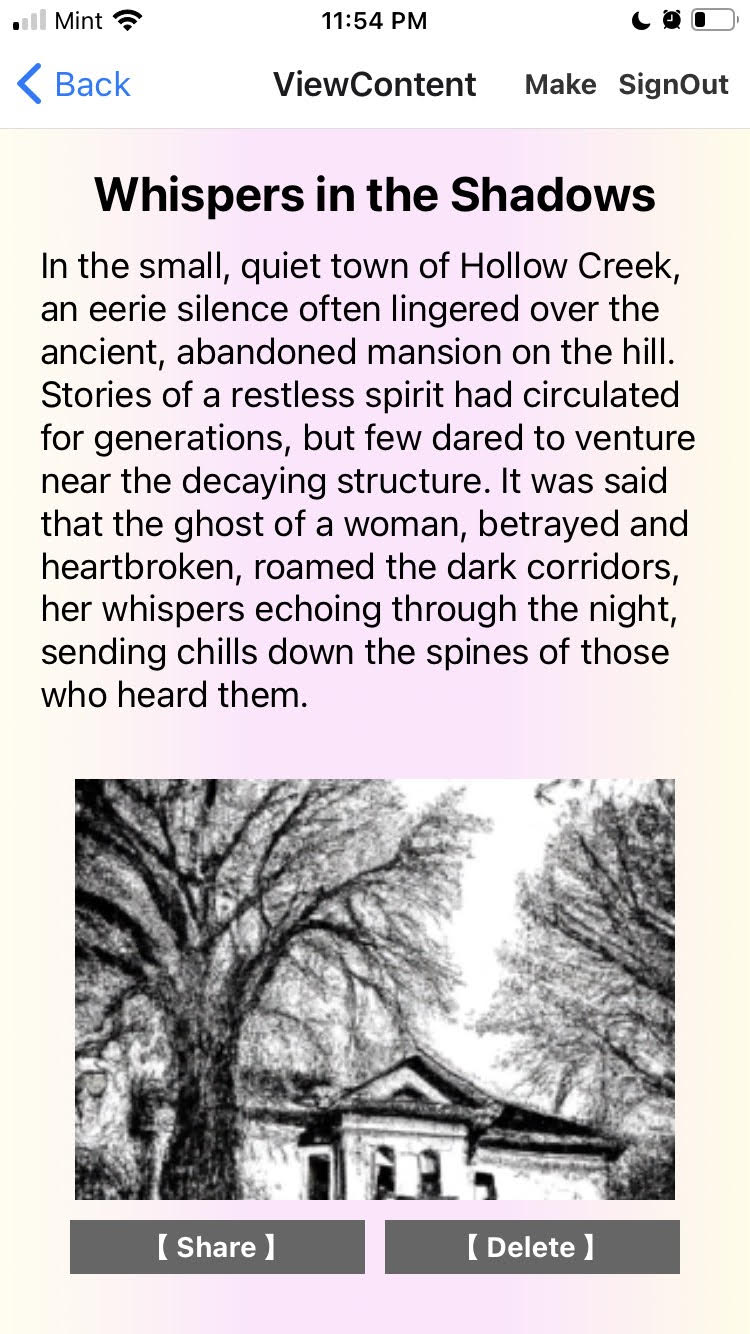 Mint
11:54 PM
Back
ViewContent
Make
SignOut
Whispers in the Shadows
In the small, quiet town of Hollow Creek,
an eerie silence often lingered over the
ancient, abandoned mansion on the hill.
Stories of a restless spirit had circulated
for generations, but few dared to venture
near the decaying structure. It was said
that the ghost of a woman, betrayed and
heartbroken, roamed the dark corridors,
her whispers echoing through the night,
sending chills down the spines of those
who heard them.
【 Share 】
【 Delete 】